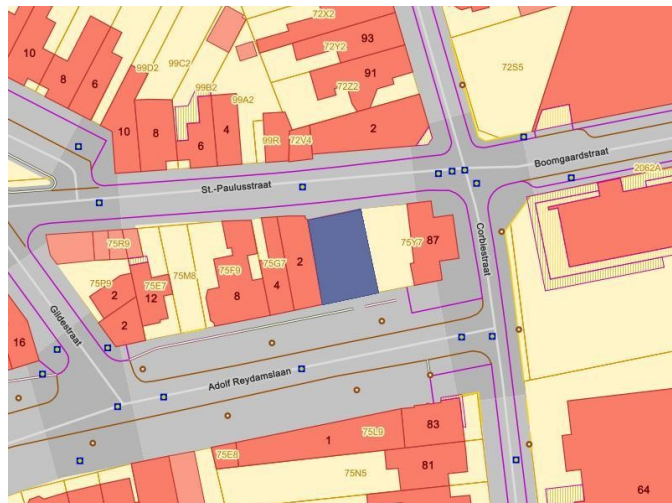 72X2
10
99C2
72Y2
93
99D2
8
72S5
6
72Z2
91
99B2
99A2
10
8
6
4
99R
72V4
2
Boomgaardstraat
2062A
St.-Paulusstraat
Corbiestraat
75R9
75M8
75F9
75G7
2
75Y7
87
75P9
75E7
2
12
8
4
Gildestraat
2
16
Adolf Reydamslaan
83
75L9
1
75E8
81
75N5
64